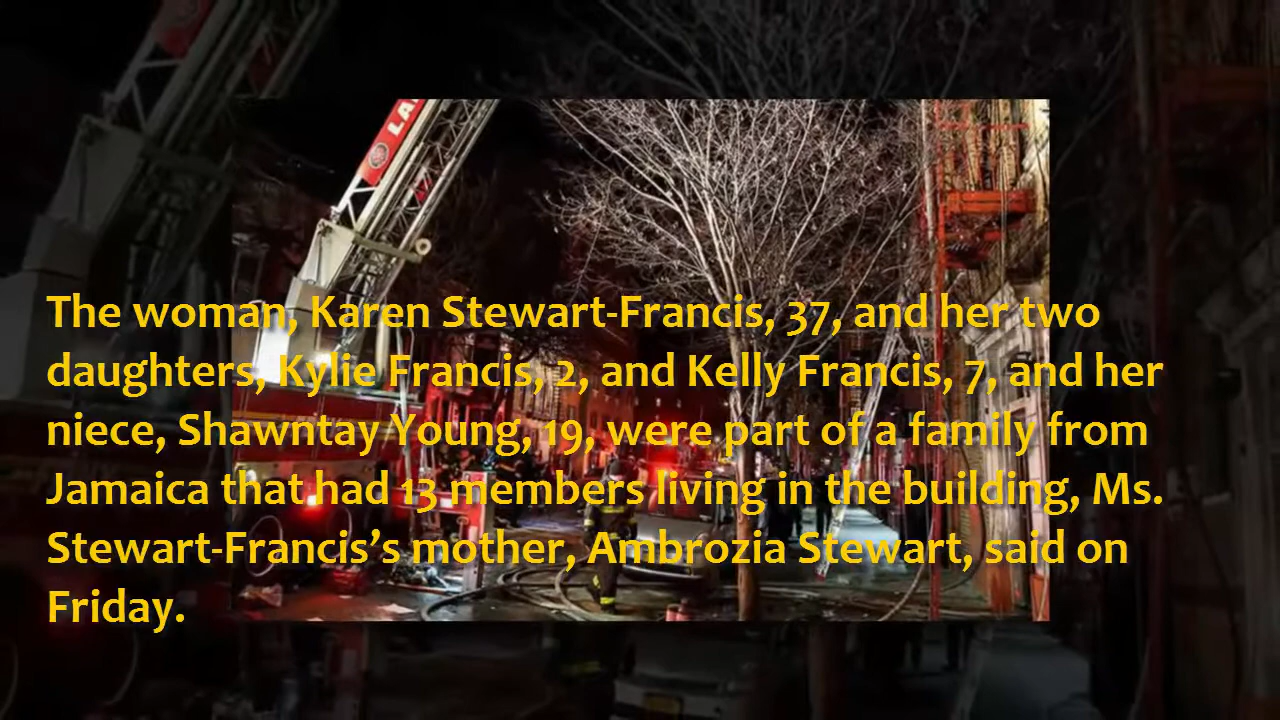 LA
The woman, Karen Stewart-Francis, 37, and her two
daughters, Kylie Francis, 2, and Kelly Francis, 7, and her
niece, Shawntay Young, 19, were part of a family from
Jamaica that had 13 members living in the building, Ms.
Stewart-Francis’s mother, Ambrozia Stewart, said on
Friday.